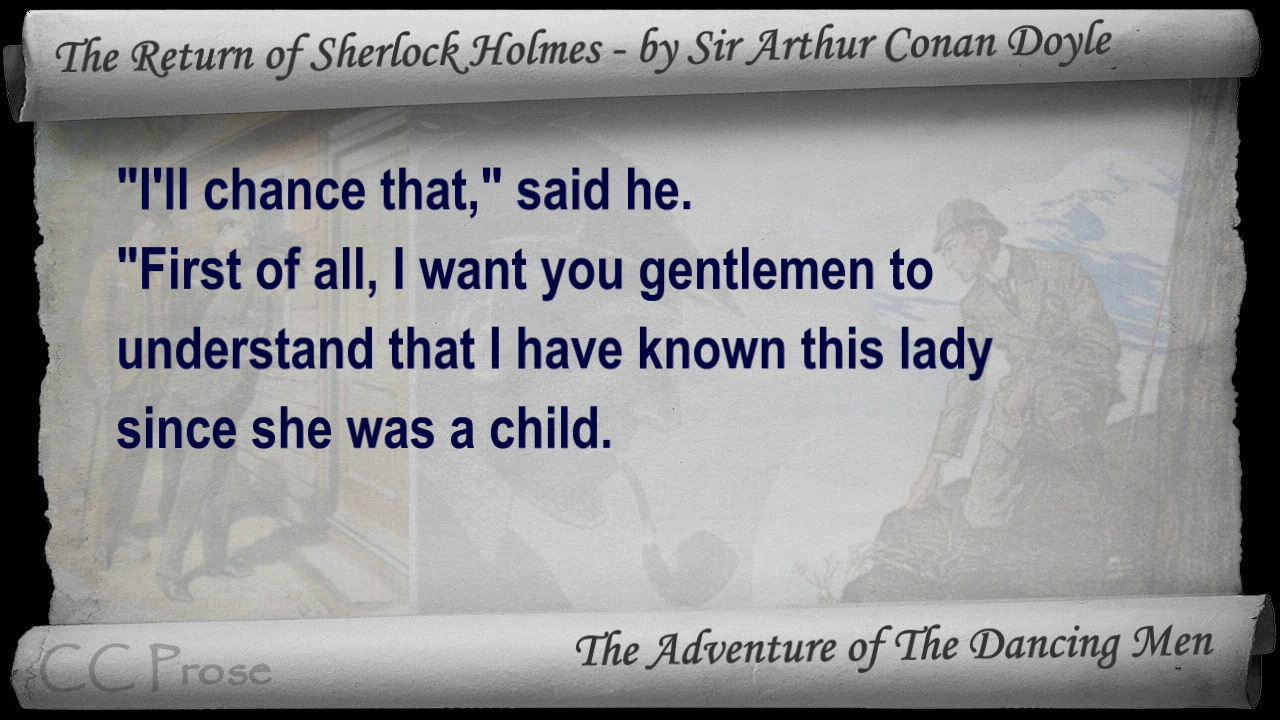 The Return of Sherlock Holmes - by Sir Arthur Conan Doyle
"I'll chance that," said he.
"First of all, I want you gentlemen to
understand that I have known this lady
since she was a child.
CC Prose
The Adventure of The Dancing Men